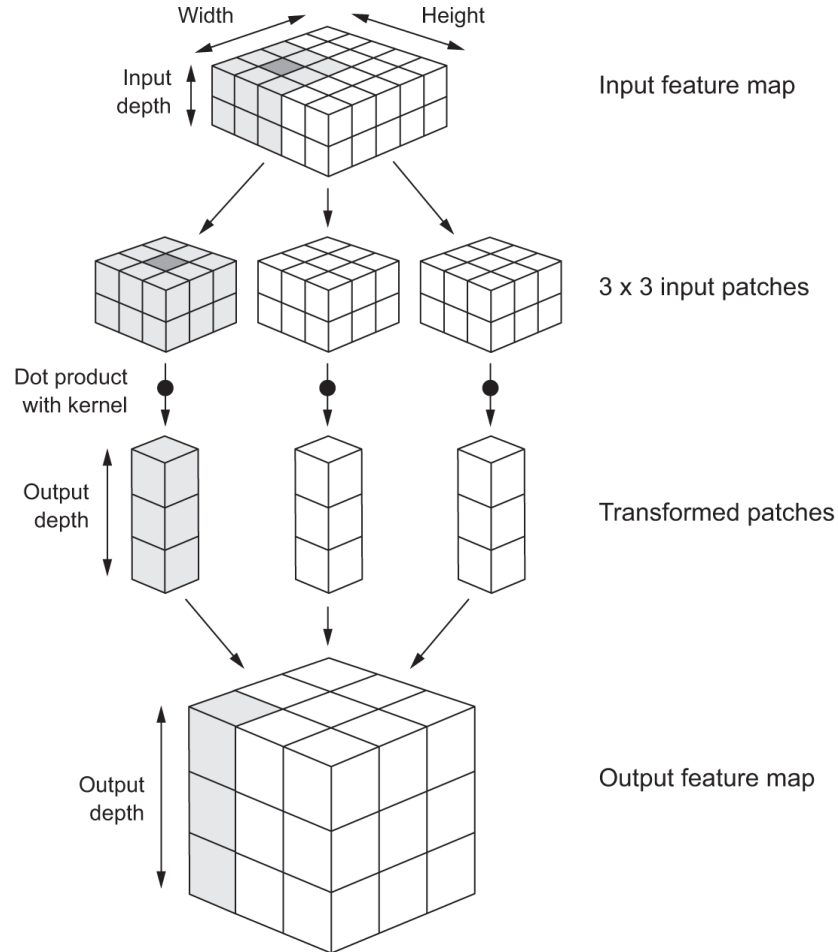 Width
Height
Input
depth
Input feature map
3 x 3 input patches
Dot product
with kernel
Output
depth
Transformed patches
Output
depth
Output feature map